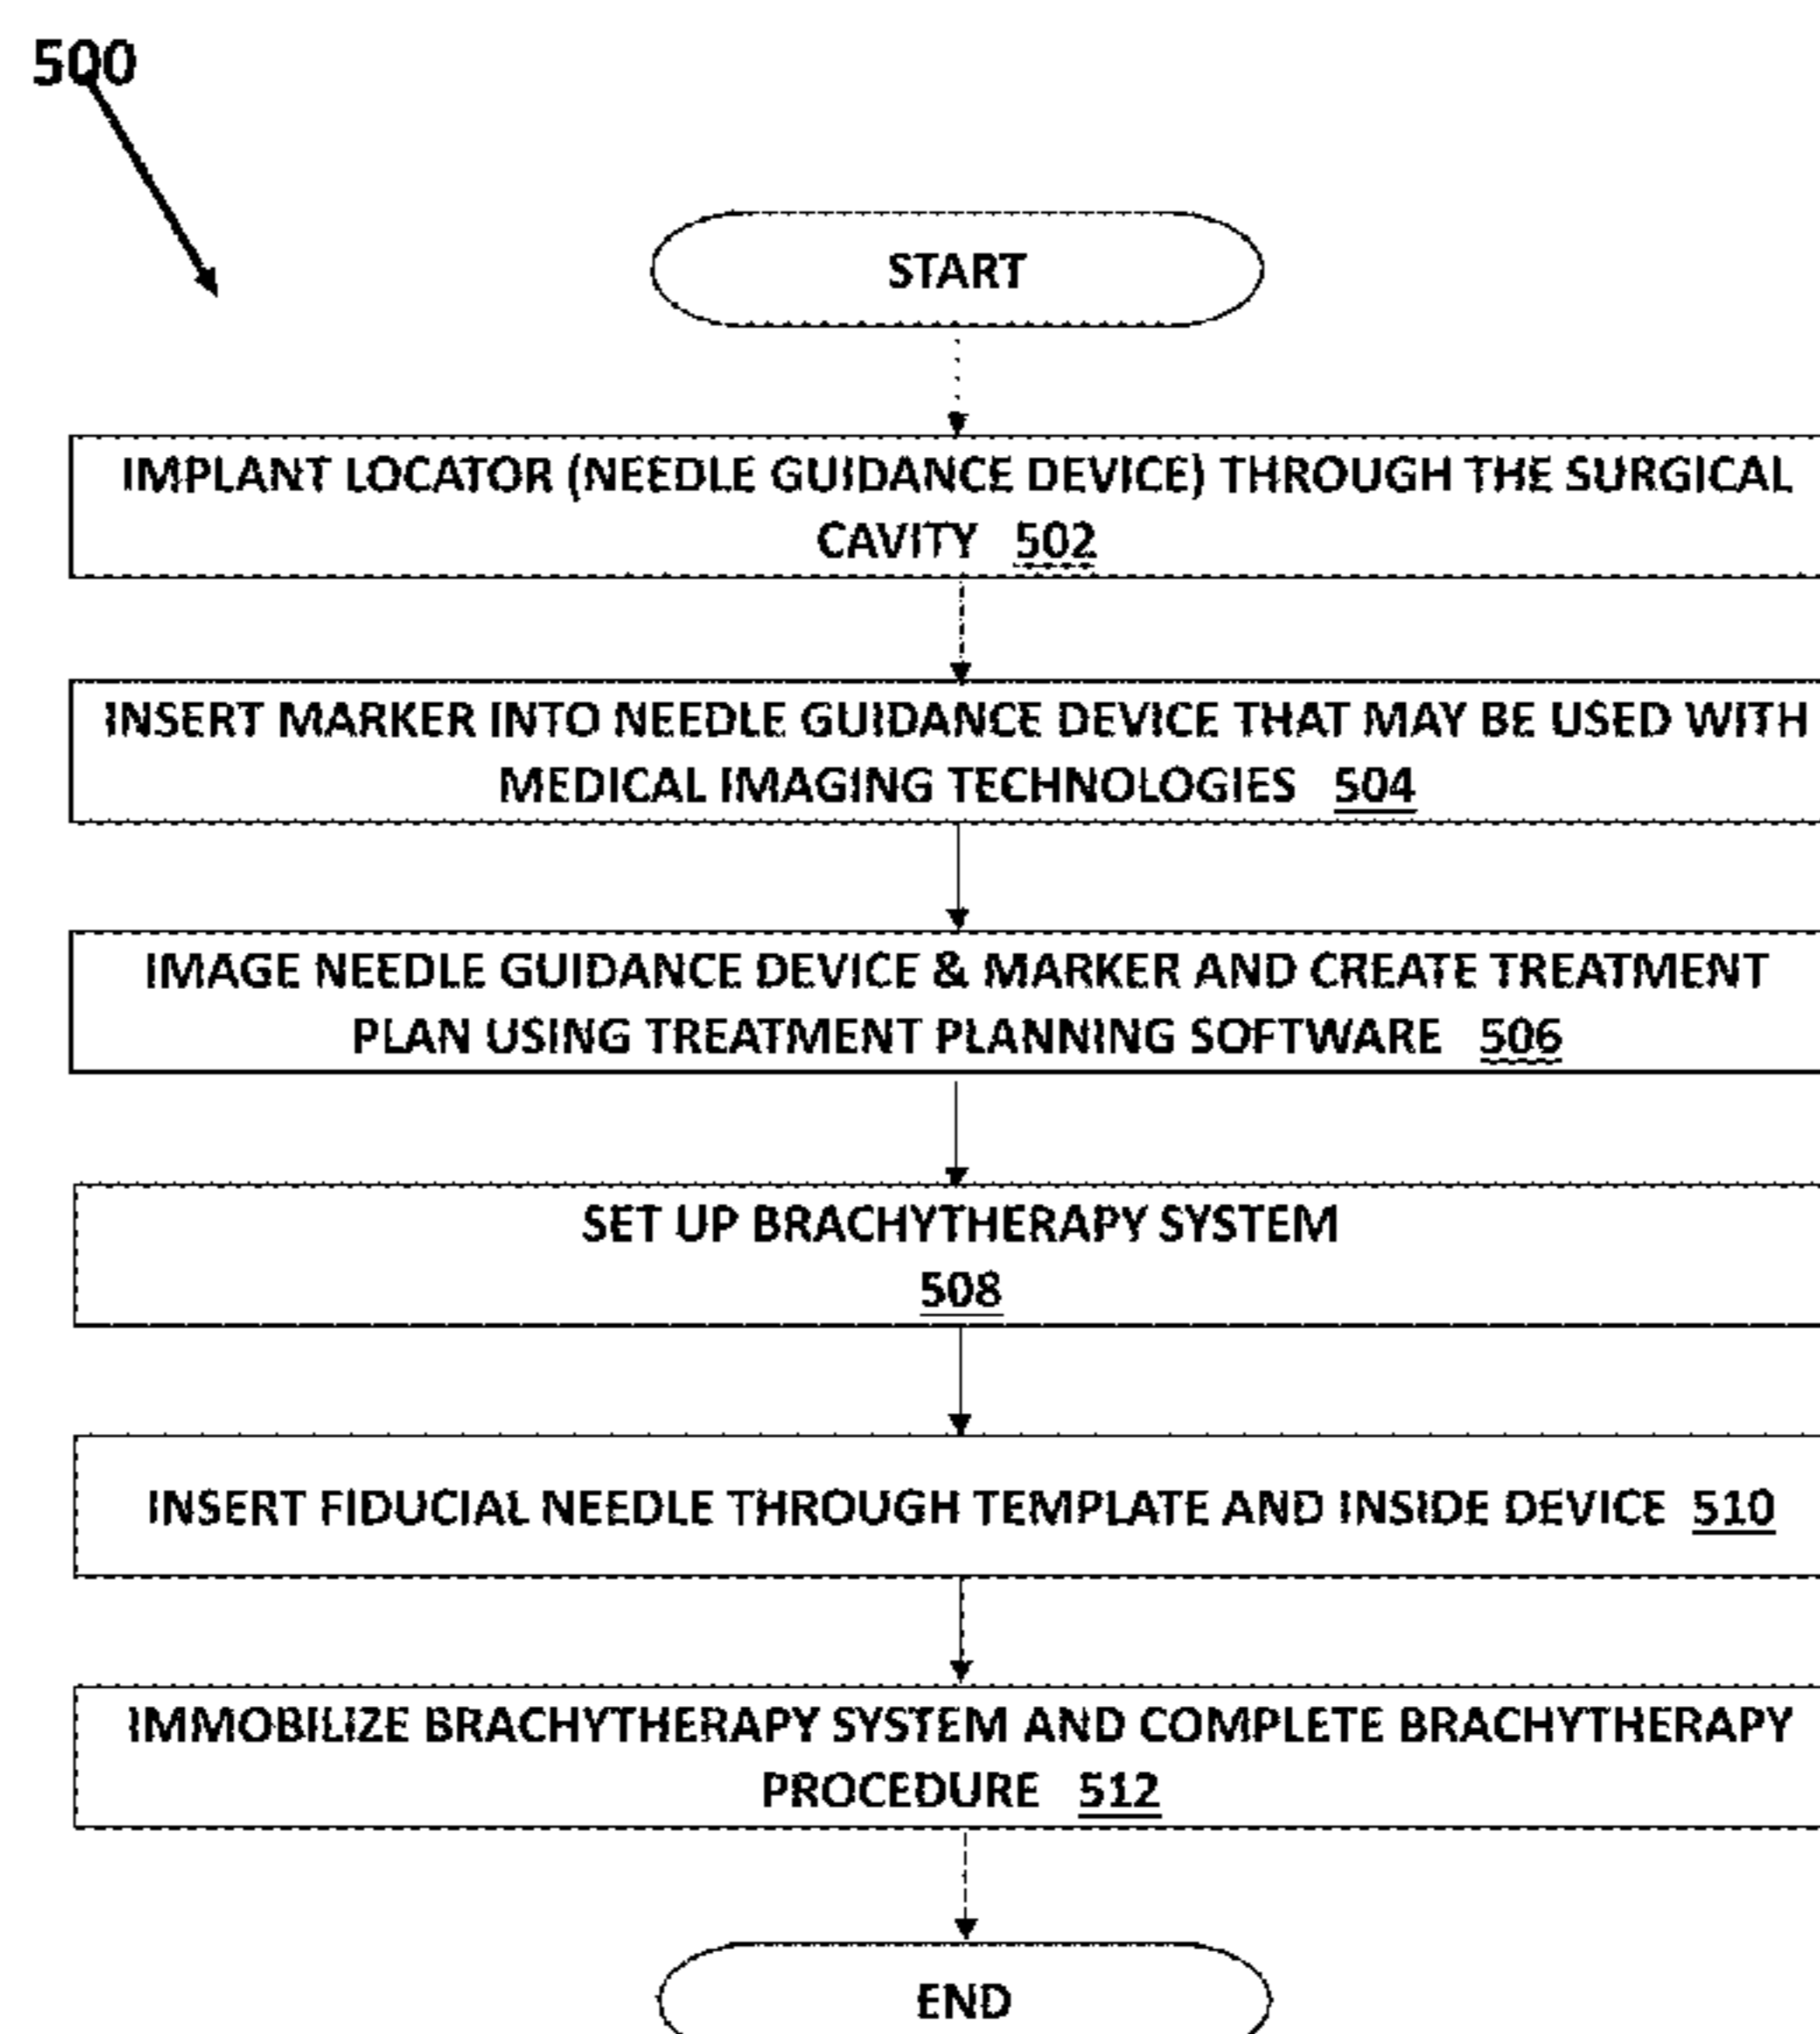 500
START
IMPLANT LOCATOR (NEEDLE GUIDANCE DEVICE) THROUGH THE SURGICAL
CAVITY 502
INSERT MARKER INTO NEEDLE GUIDANCE DEVICE THAT MAY BE USED WITH
MEDICAL IMAGING TECHNOLOGIES 504
IMAGE NEEDLE GUIDANCE DEVICE & MARKER AND CREATE TREATMENT
PLAN USING TREATMENT PLANNING SOFTWARE 506
SET UP BRACHYTHERAPY SYSTEM
508
INSERT FIDUCIAL NEEDLE THROUGH TEMPLATE AND INSIDE DEVICE 510
IMMOBILIZE BRACHYTHERAPY SYSTEM AND COMPLETE BRACHYTHERAPY
PROCEDURE 512
END